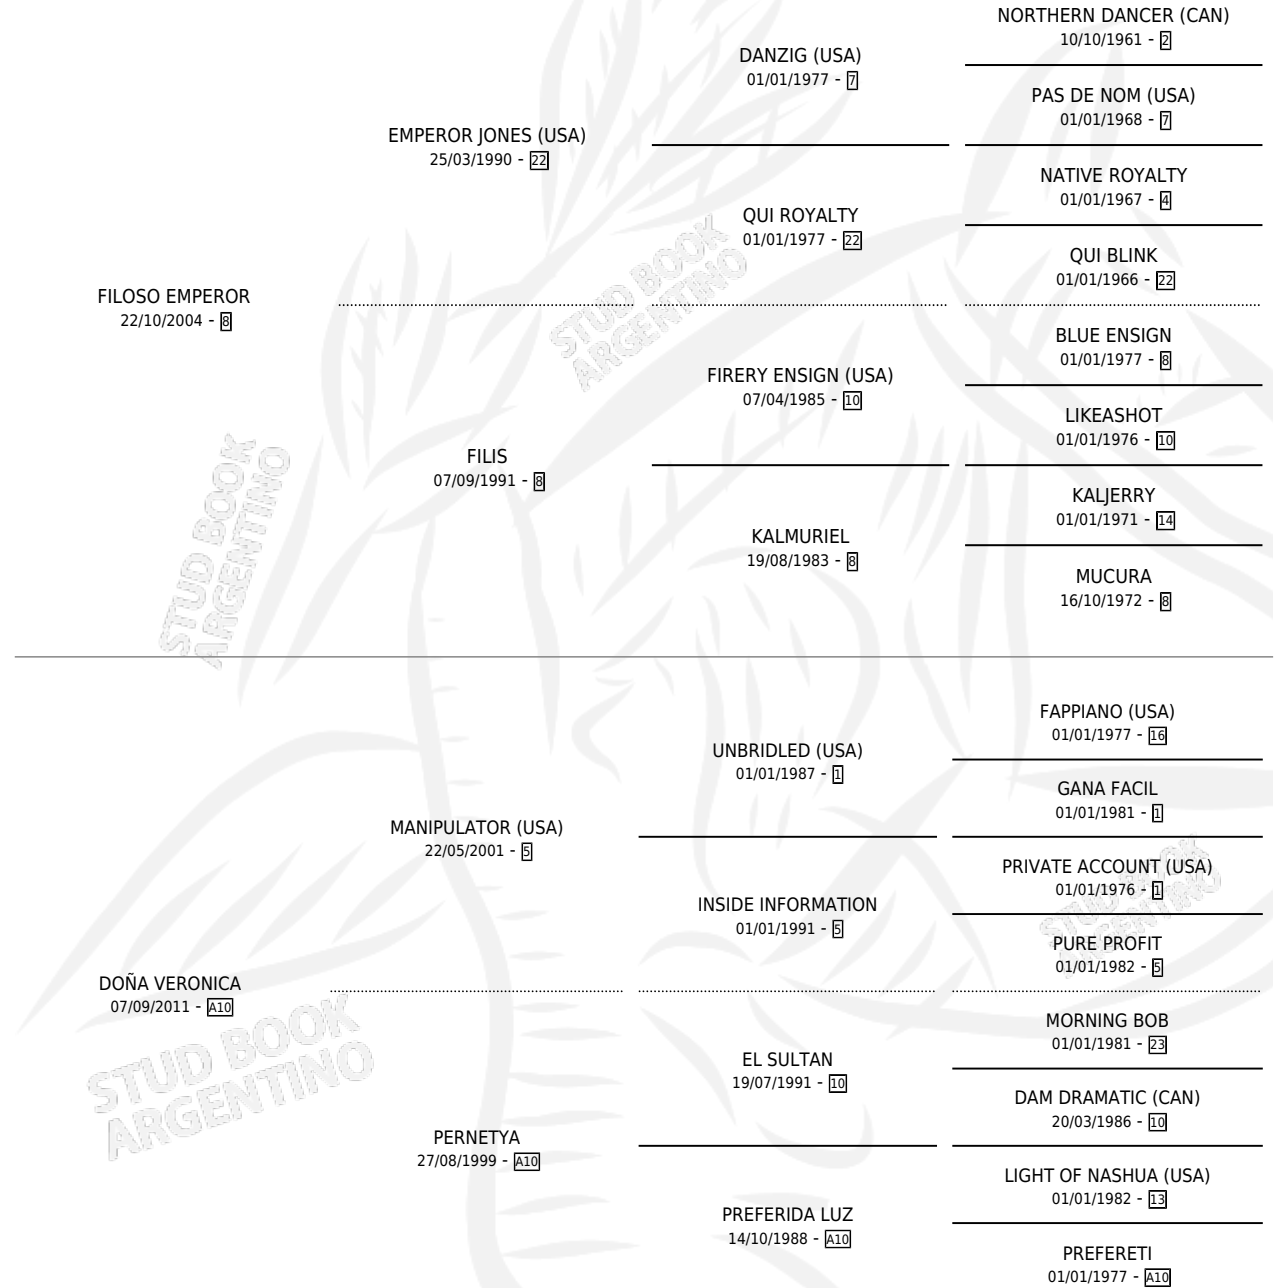 NORTHERN DANCER (CAN)
10/10/1961 - 2
DANZIG (USA)
01/01/1977 - 7
PAS DE NOM (USA)
01/01/1968 - 7
EMPEROR JONES (USA)
25/03/1990 - 22
NATIVE ROYALTY
01/01/1967 - 4
QUI ROYALTY
01/01/1977 - 22
QUI BLINK
01/01/1966 - 22
FILOSO EMPEROR
22/10/2004 - 8
STUD BOOK
ARGENTINO
BLUE ENSIGN
01/01/1977 - 8
FIRERY ENSIGN (USA)
07/04/1985 - 10
LIKEASHOT
01/01/1976 - 10
FILIS
07/09/1991 - 8
KALJERRY
01/01/1971 - 14
KALMURIEL
19/08/1983 - 8
MUCURA
16/10/1972 - 8
STUD BOOK
ARGENTINO
FAPPIANO (USA)
01/01/1977 - 16
UNBRIDLED (USA)
01/01/1987 - 1
GANA FACIL
01/01/1981 - 1
MANIPULATOR (USA)
22/05/2001 - 5
PRIVATE ACCOUNT (USA)
01/01/1976 - 1
INSIDE INFORMATION
01/01/1991 - 5
PURE PROFIT
01/01/1982 - 5
STUD BOOK
ARGENTINO
DOÑA VERONICA
07/09/2011 - A10
MORNING BOB
01/01/1981 - 23
EL SULTAN
19/07/1991 - 10
DAM DRAMATIC (CAN)
20/03/1986 - 10
STUD BOOK
ARGENTINO
PERNETYA
27/08/1999 - A10
LIGHT OF NASHUA (USA)
01/01/1982 - 13
PREFERIDA LUZ
14/10/1988 - A10
PREFERETI
01/01/1977 - A10